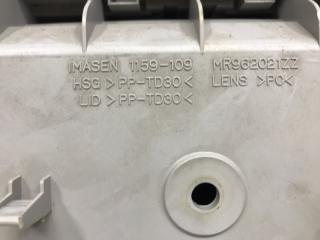 IMASEN 1159-109 MR962021ZZ
HSG >PP-TD30< LENS >PC<
LID >PP-TD30<